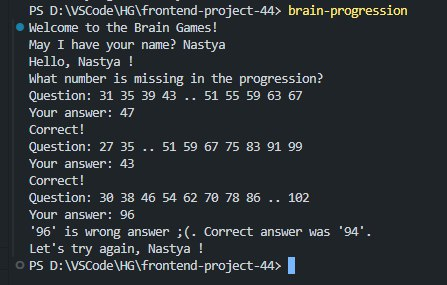 PS D:\VSCode\HG\frontend-project-44> brain-progression
Welcome to the Brain Games!
May I have your name? Nastya
Hello, Nastya !
What number is missing in the progression?
Question: 31 35 39 43 .. 51 55 59 63 67
Your answer: 47
Correct!
Question: 27 35 .. 51 59 67 75 83 91 99
Your answer: 43
Correct!
Question: 30 38 46 54 62 70 78 86 .. 102
Your answer: 96
'96' is wrong answer ;(. Correct answer was '94'.
Let's try again, Nastya !
PS D:\VSCode\HG\frontend-project-44>